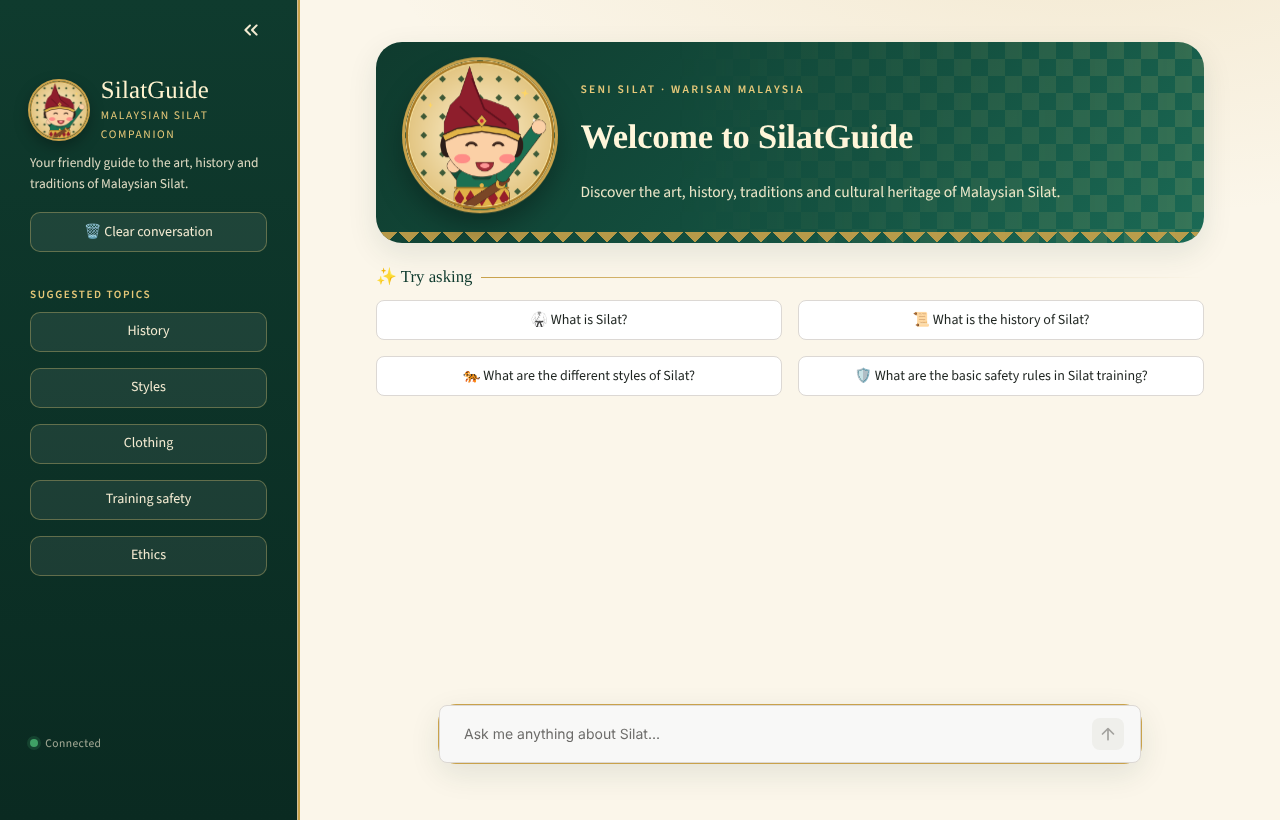 SilatGuide
MALAYSIAN SILAT
COMPANION
Your friendly guide to the art, history and
traditions of Malaysian Silat.
🗑️ Clear conversation
SUGGESTED TOPICS
History
Styles
Clothing
Training safety
Ethics
Connected
SENI SILAT · WARISAN MALAYSIA
Welcome to SilatGuide
Discover the art, history, traditions and cultural heritage of Malaysian Silat.
✨ Try asking
🥋 What is Silat?
📜 What is the history of Silat?
🐅 What are the different styles of Silat?
🛡️ What are the basic safety rules in Silat training?
Ask me anything about Silat...